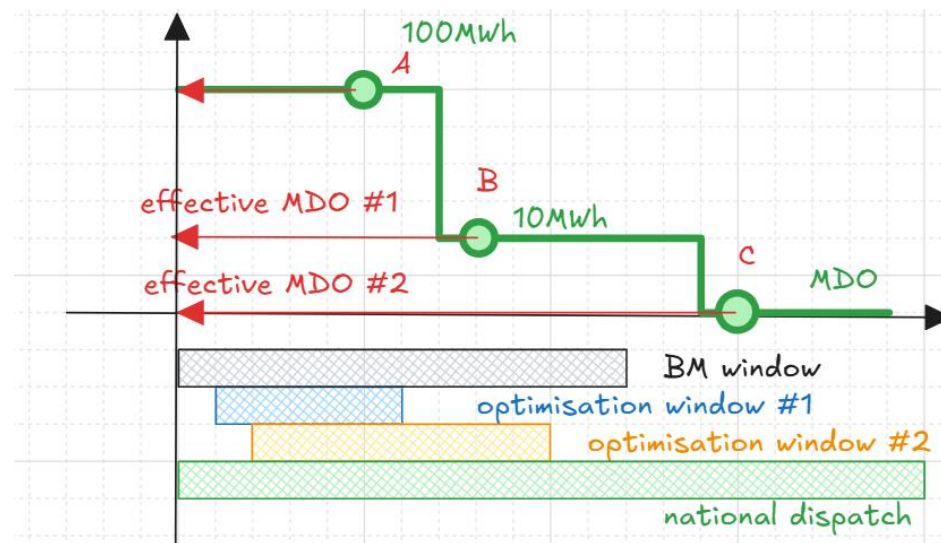 100MWh
A
B
effective MDO #1
10MWh
C
effective MDO #2
MDO
BM window
optimisation window #1
optimisation window #2
national dispatch